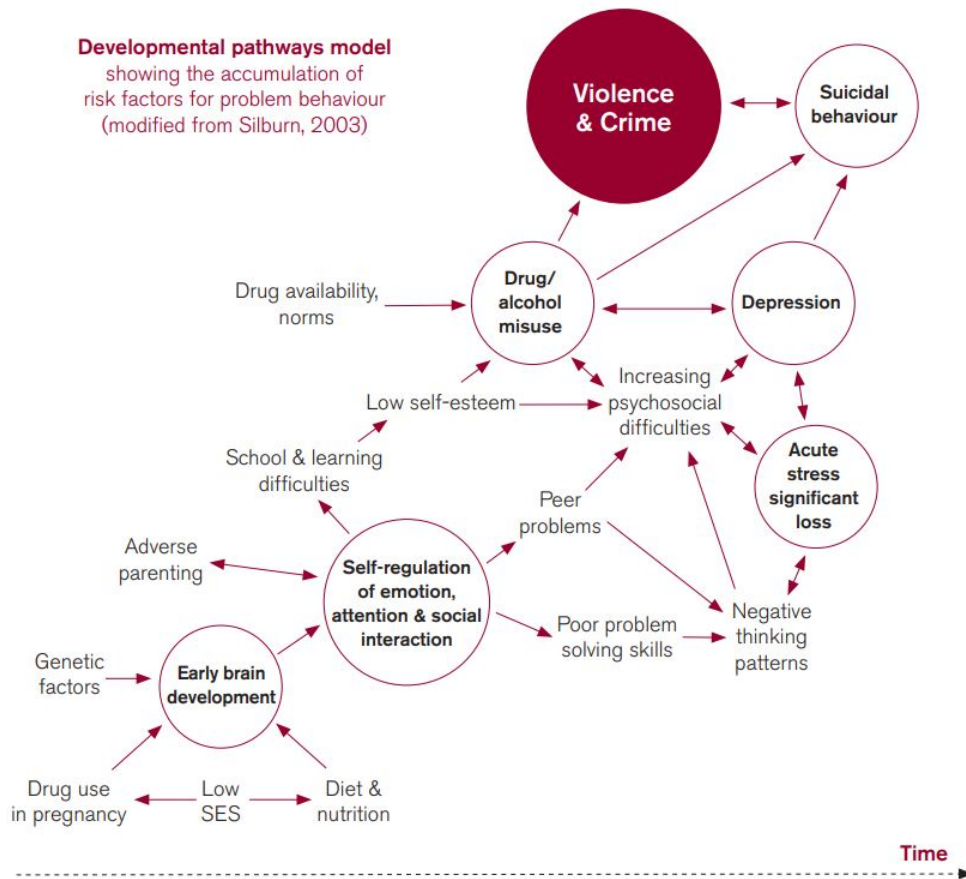 Developmental pathways model
showing the accumulation of
risk factors for problem behaviour
(modified from Silburn, 2003)
Violence
& Crime
Suicidal
behaviour
Drug availability,
norms
Drug/
alcohol
misuse
Depression
Low self-esteem
Increasing
psychosocial
difficulties
School & learning
difficulties
Acute
stress
significant
loss
Peer
problems
Adverse
parenting
Self-regulation
of emotion,
attention & social
interaction
Poor problem
solving skills
Negative
thinking
patterns
Genetic
factors
Early brain
development
Drug use
in pregnancy
Low
SES
Diet &
nutrition
Time